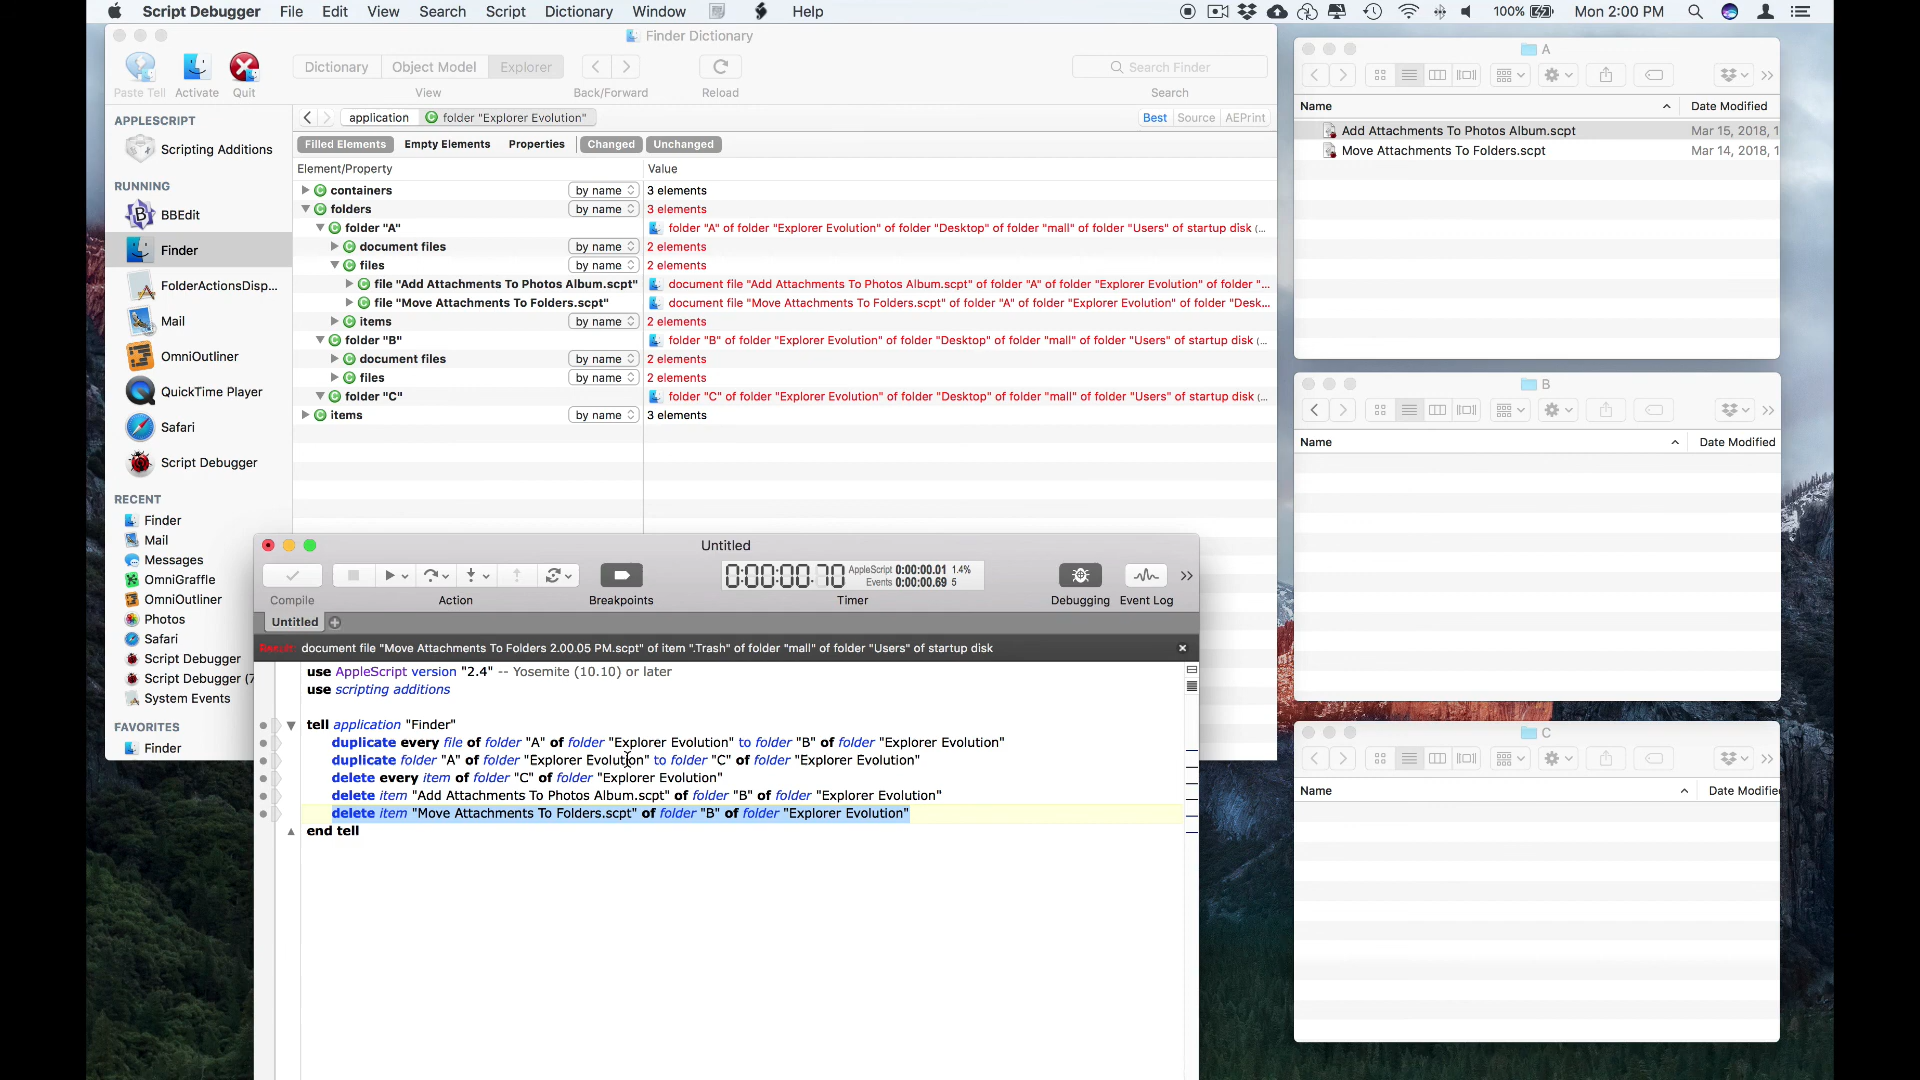 Script Debugger File Edit View Search Script Dictionary Window Help 100% Mon 2:00 PM
Finder Dictionary
Dictionary Object Model Explorer Search Finder
Paste Tell Activate Quit View Back/Forward Reload Search
APPLESCRIPT
Scripting Additions
RUNNING
BBEdit
Finder
FolderActionsDisp...
Mail
OmniOutliner
QuickTime Player
Safari
Script Debugger
RECENT
Finder
Mail
Messages
OmniGraffle
OmniOutliner
Photos
Safari
Script Debugger
Script Debugger (7
System Events
FAVORITES
Finder
application folder "Explorer Evolution" Best Source AEPrint
Filled Elements Empty Elements Properties Changed Unchanged
Element/Property Value
containers by name 3 elements
folders by name 3 elements
folder "A" folder "A" of folder "Explorer Evolution" of folder "Desktop" of folder "mall" of folder "Users" of startup disk (...
document files by name 2 elements
files by name 2 elements
file "Add Attachments To Photos Album.scpt" document file "Add Attachments To Photos Album.scpt" of folder "A" of folder "Explorer Evolution" of folder "...
file "Move Attachments To Folders.scpt" document file "Move Attachments To Folders.scpt" of folder "A" of folder "Explorer Evolution" of folder "Desk...
items by name 2 elements
folder "B" folder "B" of folder "Explorer Evolution" of folder "Desktop" of folder "mall" of folder "Users" of startup disk (...
document files by name 2 elements
files by name 2 elements
folder "C" folder "C" of folder "Explorer Evolution" of folder "Desktop" of folder "mall" of folder "Users" of startup disk (...
items by name 3 elements
Untitled
0:00:00.70 AppleScript 0:00:00.01 1.4%
Events 0:00:00.69 5
Compile Action Breakpoints Timer Debugging Event Log
Untitled
Result: document file "Move Attachments To Folders 2.00.05 PM.scpt" of item ".Trash" of folder "mall" of folder "Users" of startup disk
use AppleScript version "2.4" -- Yosemite (10.10) or later
use scripting additions
tell application "Finder"
duplicate every file of folder "A" of folder "Explorer Evolution" to folder "B" of folder "Explorer Evolution"
duplicate folder "A" of folder "Explorer Evolution" to folder "C" of folder "Explorer Evolution"
delete every item of folder "C" of folder "Explorer Evolution"
delete item "Add Attachments To Photos Album.scpt" of folder "B" of folder "Explorer Evolution"
delete item "Move Attachments To Folders.scpt" of folder "B" of folder "Explorer Evolution"
end tell
A
Name Date Modified
Add Attachments To Photos Album.scpt Mar 15, 2018, 1
Move Attachments To Folders.scpt Mar 14, 2018, 1
B
Name Date Modified
C
Name Date Modified